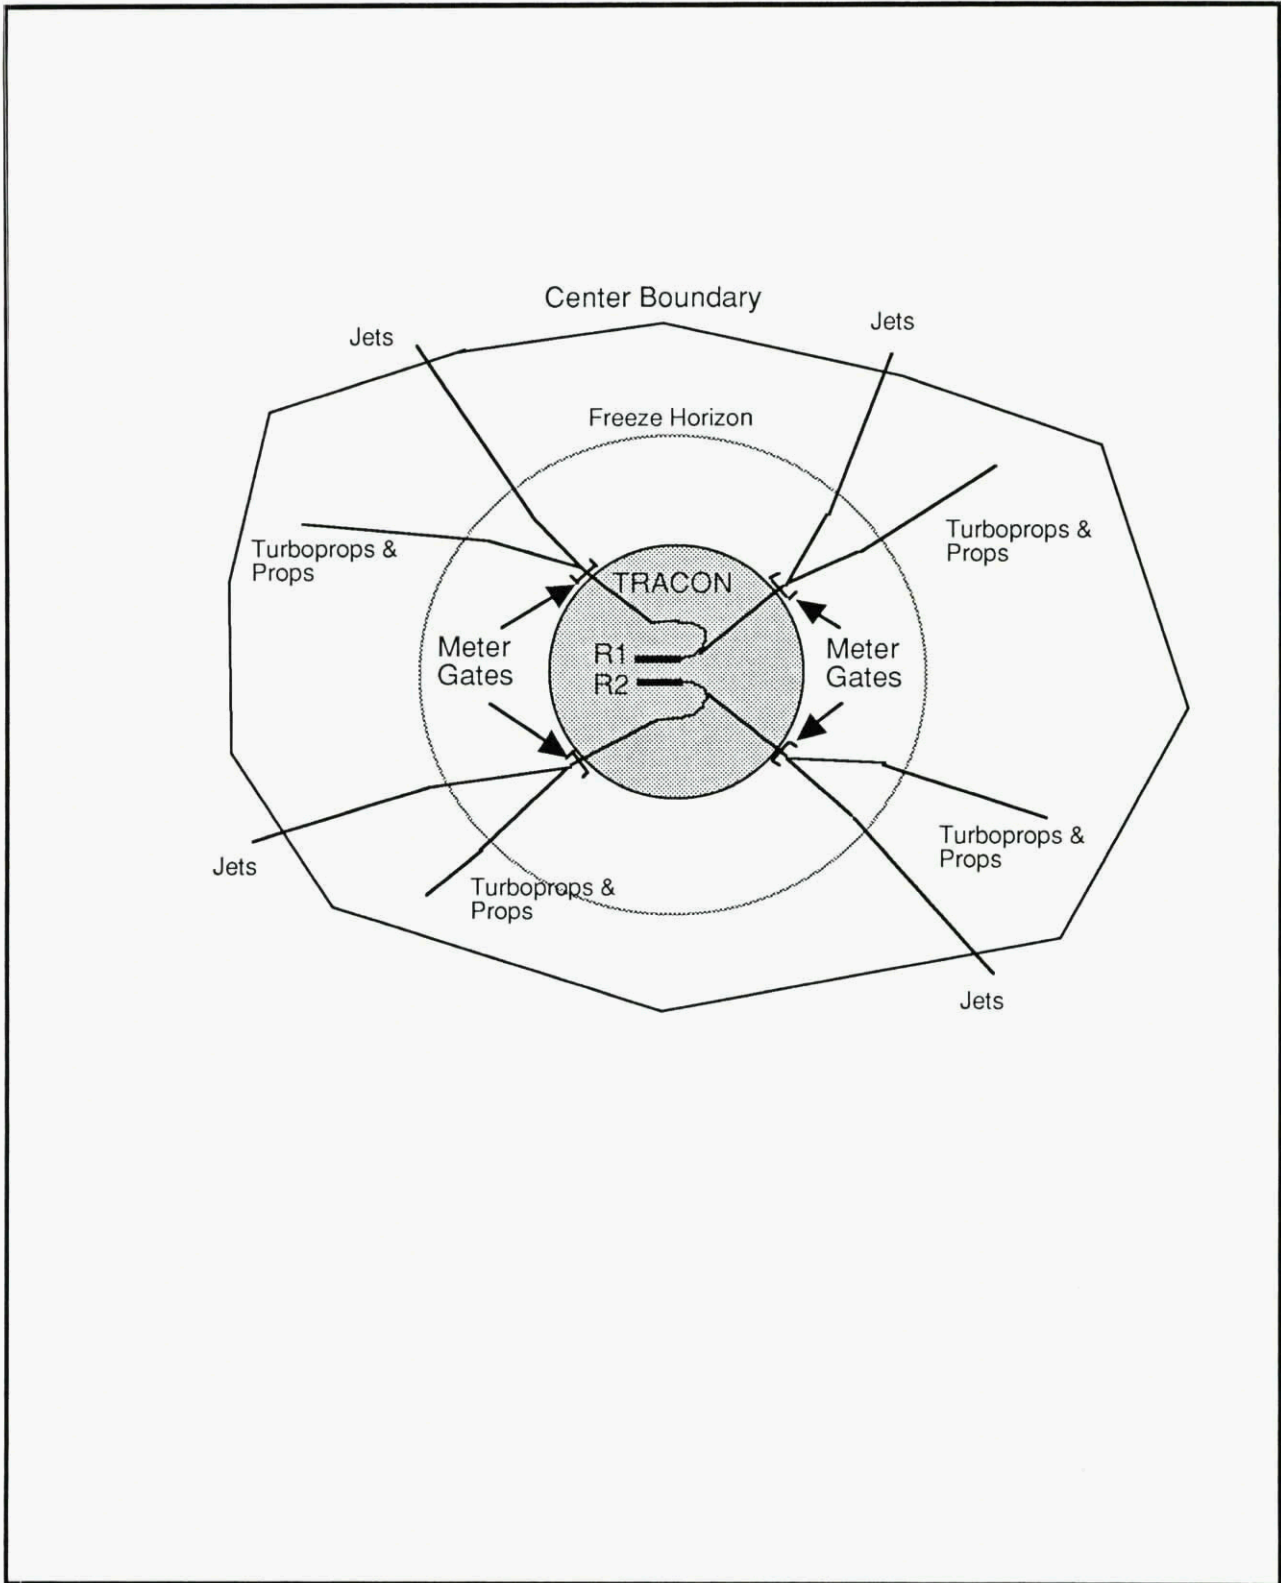 Center Boundary
Jets
Jets
Freeze Horizon
Turboprops &
Props
Turboprops &
Props
TRACON
Meter
Gates
R1
R2
Meter
Gates
Turboprops &
Props
Jets
Turboprops &
Props
Jets